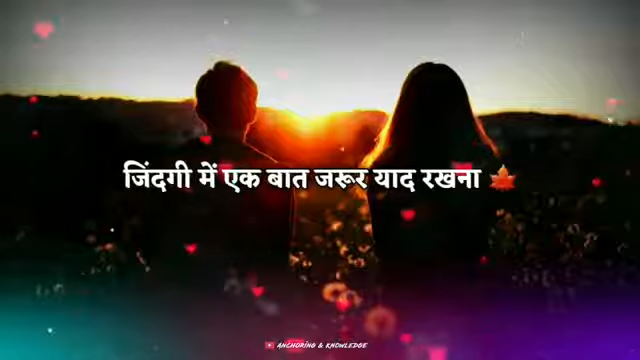 जिंदगी में एक बात जरूर याद रखना 🍁
ANCHORING & KNOWLEDGE